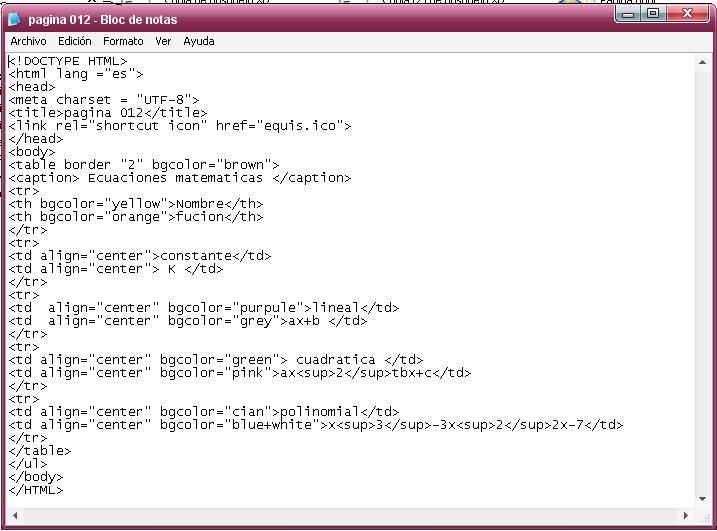 pagina 012 - Bloc de notas
Archivo Edición Formato Ver Ayuda
<!DOCTYPE HTML>
<html lang ="es">
<head>
<meta charset = "UTF-8">
<title>pagina 012</title>
<link rel="shortcut icon" href="equis.ico">
</head>
<body>
<table border "2" bgcolor="brown">
<caption> Ecuaciones matematicas </caption>
<tr>
<th bgcolor="yellow">Nombre</th>
<th bgcolor="orange">fucion</th>
</tr>
<tr>
<td align="center">constante</td>
<td align="center"> K </td>
</tr>
<tr>
<td  align="center" bgcolor="purpule">lineal</td>
<td  align="center" bgcolor="grey">ax+b </td>
</tr>
<tr>
<td align="center" bgcolor="green"> cuadratica </td>
<td align="center" bgcolor="pink">ax<sup>2</sup>tbx+c</td>
</tr>
<tr>
<td align="center" bgcolor="cian">polinomial</td>
<td align="center" bgcolor="blue+white">x<sup>3</sup>-3x<sup>2</sup>2x-7</td>
</tr>
</table>
</ul>
</body>
</HTML>